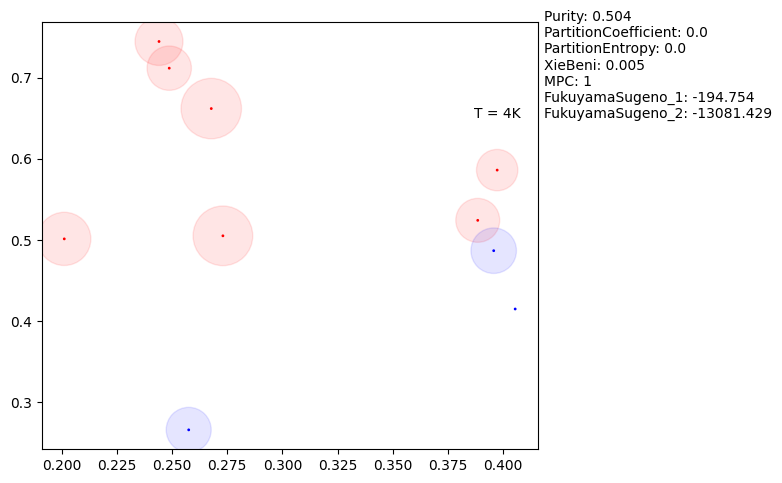 Purity: 0.504
PartitionCoefficient: 0.0
PartitionEntropy: 0.0
XieBeni: 0.005
MPC: 1
FukuyamaSugeno_1: -194.754
FukuyamaSugeno_2: -13081.429
T = 4K
0.7
0.6
0.5
0.4
0.3
0.200 0.225 0.250 0.275 0.300 0.325 0.350 0.375 0.400